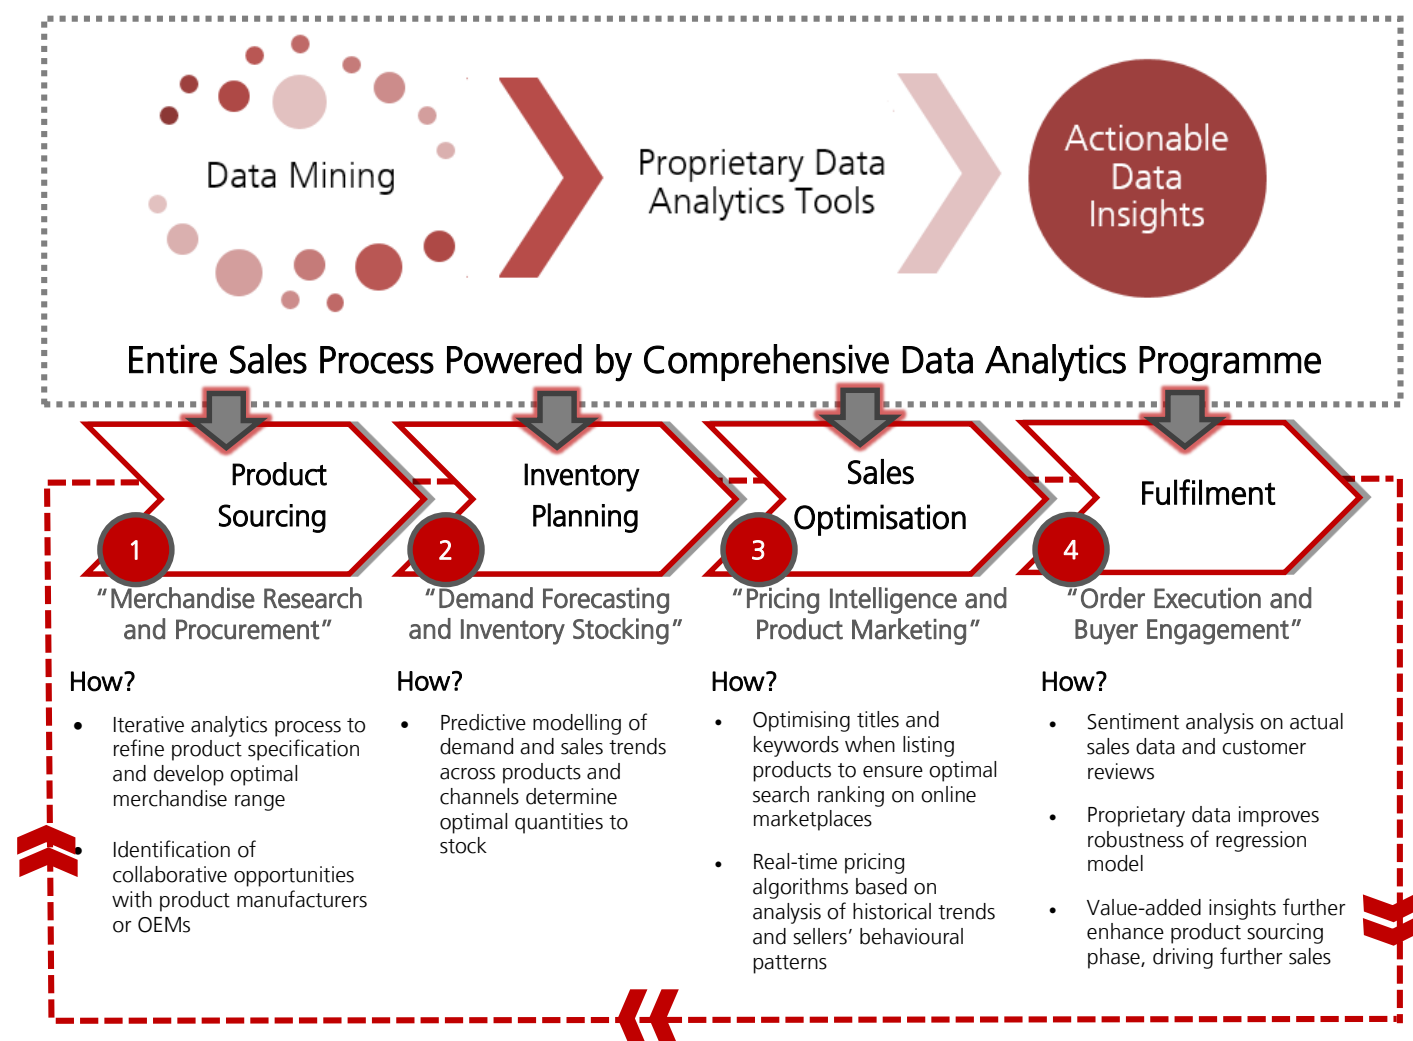 Data Mining
Proprietary Data
Analytics Tools
Actionable
Data
Insights
Entire Sales Process Powered by Comprehensive Data Analytics Programme
Product
Sourcing
1
“Merchandise Research
and Procurement”
How?
• Iterative analytics process to
refine product specification
and develop optimal
merchandise range
• Identification of
collaborative opportunities
with product manufacturers
or OEMs
Inventory
Planning
2
“Demand Forecasting
and Inventory Stocking”
How?
• Predictive modelling of
demand and sales trends
across products and
channels determine
optimal quantities to
stock
Sales
Optimisation
3
“Pricing Intelligence and
Product Marketing”
How?
• Optimising titles and
keywords when listing
products to ensure optimal
search ranking on online
marketplaces
• Real-time pricing
algorithms based on
analysis of historical trends
and sellers’ behavioural
patterns
Fulfilment
4
“Order Execution and
Buyer Engagement”
How?
• Sentiment analysis on actual
sales data and customer
reviews
• Proprietary data improves
robustness of regression
model
• Value-added insights further
enhance product sourcing
phase, driving further sales